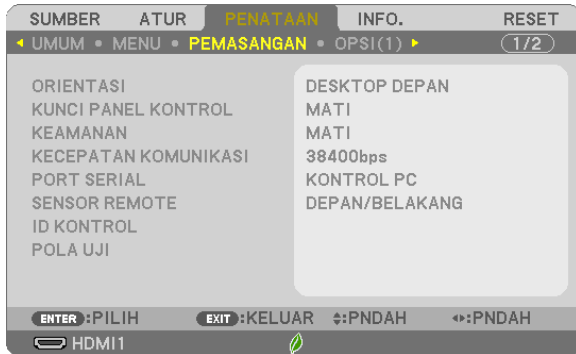 SUMBER ATUR PENATAAN INFO. RESET
UMUM • MENU • PEMASANGAN • OPSI(1) 1/2
ORIENTASI DESKTOP DEPAN
KUNCI PANEL KONTROL MATI
KEAMANAN MATI
KECEPATAN KOMUNIKASI 38400bps
PORT SERIAL KONTROL PC
SENSOR REMOTE DEPAN/BELAKANG
ID KONTROL
POLA UJI
ENTER :PILIH EXIT :KELUAR :PNDAH :PNDAH
HDMI1